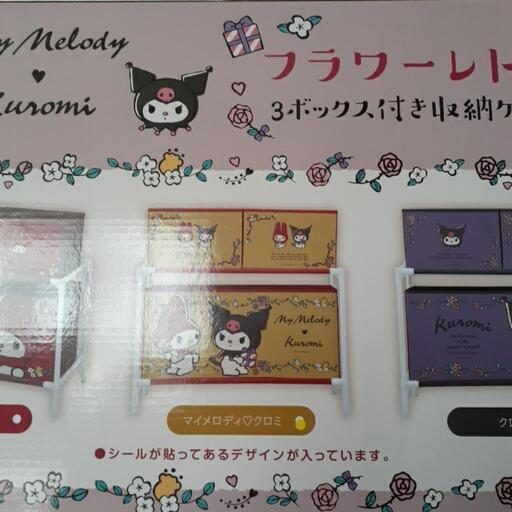 My Melody
Kuromi
フラワーレト
3ボックス付き収納ケ
My Melody
Kuromi
Kuromi
マイメロディ♡クロミ
クロ
●シールが貼ってあるデザインが入っています。